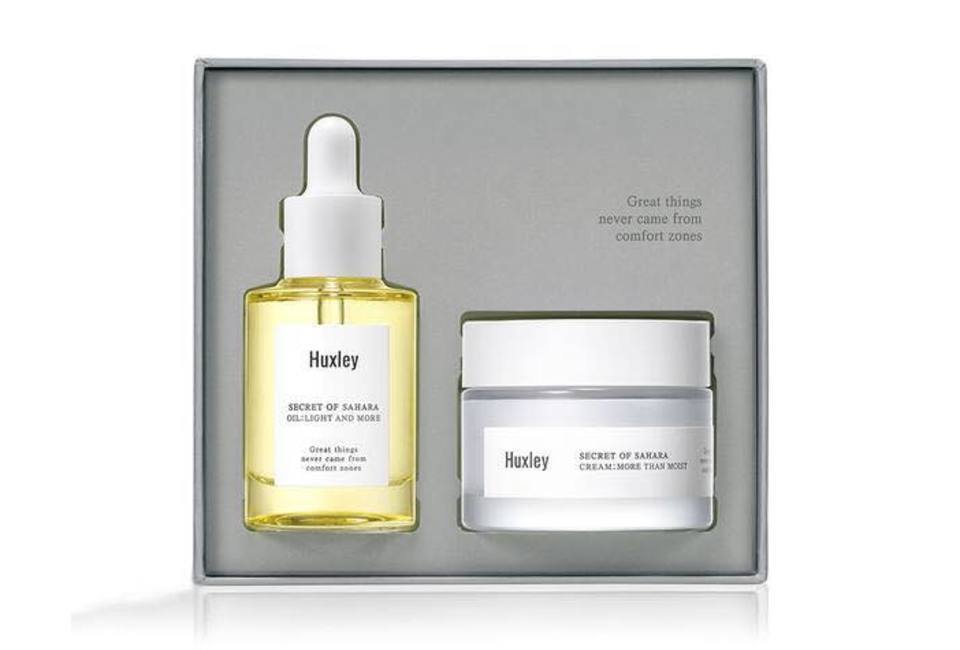 Great things
never came from
comfort zones
Huxley
SECRET OF SAHARA
OIL:LIGHT AND MORE
Great things
never came from
comfort zones
Huxley
SECRET OF SAHARA
CREAM:MORE THAN MOIST